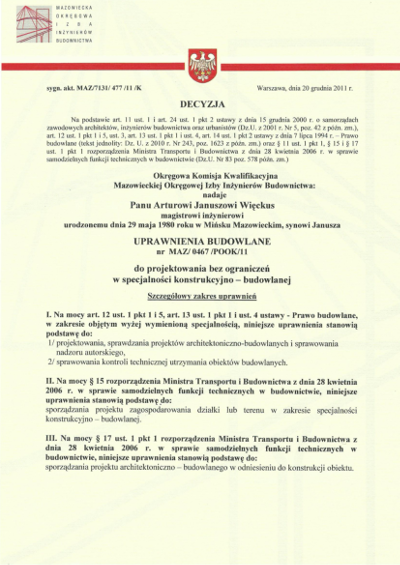 MAZOWIECKA
OKRĘGOWA
IZBA
INŻYNIERÓW
BUDOWNICTWA
sygn. akt. MAZ/7131/ 477 /11 /K
Warszawa, dnia 20 grudnia 2011 r.
DECYZJA
Na podstawie art. 11 ust. 1 i art. 24 ust. 1 pkt 2 ustawy z dnia 15 grudnia 2000 r. o samorządach
zawodowych architektów, inżynierów budownictwa oraz urbanistów (Dz.U. z 2001 r. Nr 5, poz. 42 z późn. zm.),
art. 12 ust. 1 pkt 1 i 5, ust. 3, art. 13 ust. 1 pkt 1 i ust. 4, art. 14 ust. 1 pkt 2 ustawy z dnia 7 lipca 1994 r. – Prawo
budowlane (tekst jednolity: Dz. U. z 2010 r. Nr 243, poz. 1623 z późn. zm.) oraz § 11 ust. 1 pkt 1, § 15 i § 17
ust. 1 pkt 1 rozporządzenia Ministra Transportu i Budownictwa z dnia 28 kwietnia 2006 r. w sprawie
samodzielnych funkcji technicznych w budownictwie (Dz.U. Nr 83 poz. 578 późn. zm.)
Okręgowa Komisja Kwalifikacyjna
Mazowieckiej Okręgowej Izby Inżynierów Budownictwa:
nadaje
Panu Arturowi Januszowi Więckus
magistrowi inżynierowi
urodzonemu dnia 29 maja 1980 roku w Mińsku Mazowieckim, synowi Janusza
UPRAWNIENIA BUDOWLANE
nr MAZ/ 0467 /POOK/11
do projektowania bez ograniczeń
w specjalności konstrukcyjno – budowlanej
Szczegółowy zakres uprawnień
I. Na mocy art. 12 ust. 1 pkt 1 i 5, art. 13 ust. 1 pkt 1 i ust. 4 ustawy - Prawo budowlane,
w zakresie objętym wyżej wymienioną specjalnością, niniejsze uprawnienia stanowią
podstawę do:
1/ projektowania, sprawdzania projektów architektoniczno-budowlanych i sprawowania
nadzoru autorskiego,
2/ sprawowania kontroli technicznej utrzymania obiektów budowlanych.
II. Na mocy § 15 rozporządzenia Ministra Transportu i Budownictwa z dnia 28 kwietnia
2006 r. w sprawie samodzielnych funkcji technicznych w budownictwie, niniejsze
uprawnienia stanowią podstawę do:
sporządzania projektu zagospodarowania działki lub terenu w zakresie specjalności
konstrukcyjno – budowlanej.
III. Na mocy § 17 ust. 1 pkt 1 rozporządzenia Ministra Transportu i Budownictwa z
dnia 28 kwietnia 2006 r. w sprawie samodzielnych funkcji technicznych w
budownictwie, niniejsze uprawnienia stanowią podstawę do:
sporządzania projektu architektoniczno – budowlanego w odniesieniu do konstrukcji obiektu.